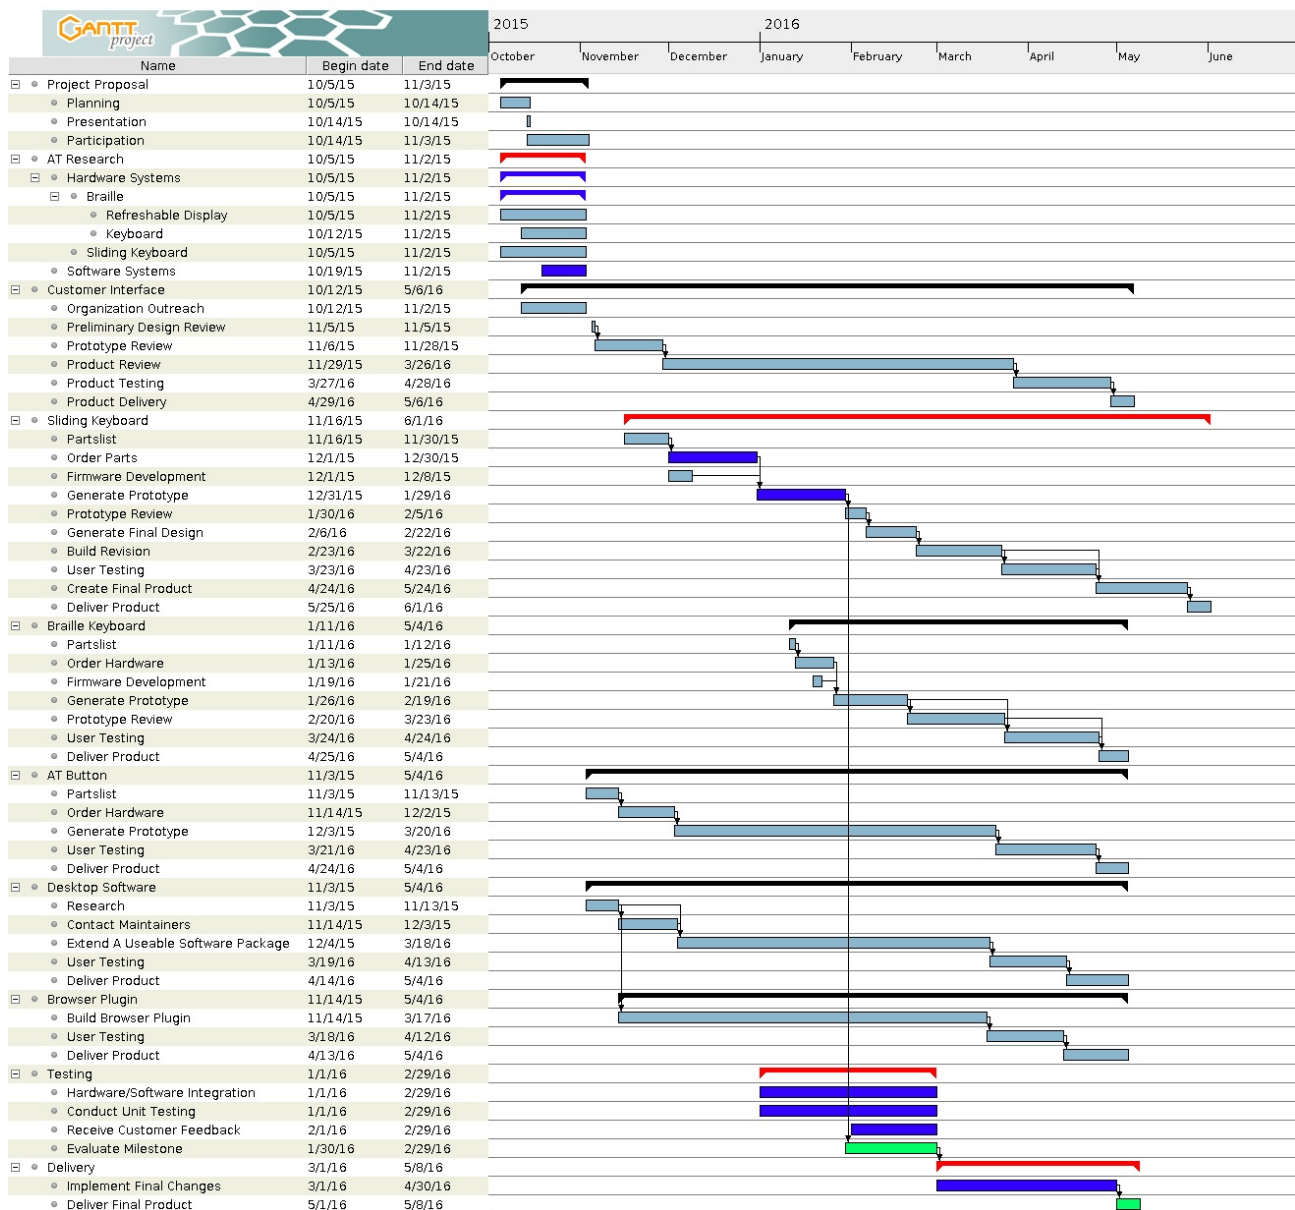 GANTT project
2015 2016
October November December January February March April May June
Name Begin date End date
Project Proposal 10/5/15 11/3/15
Planning 10/5/15 10/14/15
Presentation 10/14/15 10/14/15
Participation 10/14/15 11/3/15
AT Research 10/5/15 11/2/15
Hardware Systems 10/5/15 11/2/15
Braille 10/5/15 11/2/15
Refreshable Display 10/5/15 11/2/15
Keyboard 10/12/15 11/2/15
Sliding Keyboard 10/5/15 11/2/15
Software Systems 10/19/15 11/2/15
Customer Interface 10/12/15 5/6/16
Organization Outreach 10/12/15 11/2/15
Preliminary Design Review 11/5/15 11/5/15
Prototype Review 11/6/15 11/28/15
Product Review 11/29/15 3/26/16
Product Testing 3/27/16 4/28/16
Product Delivery 4/29/16 5/6/16
Sliding Keyboard 11/16/15 6/1/16
Partslist 11/16/15 11/30/15
Order Parts 12/1/15 12/30/15
Firmware Development 12/1/15 12/8/15
Generate Prototype 12/31/15 1/29/16
Prototype Review 1/30/16 2/5/16
Generate Final Design 2/6/16 2/22/16
Build Revision 2/23/16 3/22/16
User Testing 3/23/16 4/23/16
Create Final Product 4/24/16 5/24/16
Deliver Product 5/25/16 6/1/16
Braille Keyboard 1/11/16 5/4/16
Partslist 1/11/16 1/12/16
Order Hardware 1/13/16 1/25/16
Firmware Development 1/19/16 1/21/16
Generate Prototype 1/26/16 2/19/16
Prototype Review 2/20/16 3/23/16
User Testing 3/24/16 4/24/16
Deliver Product 4/25/16 5/4/16
AT Button 11/3/15 5/4/16
Partslist 11/3/15 11/13/15
Order Hardware 11/14/15 12/2/15
Generate Prototype 12/3/15 3/20/16
User Testing 3/21/16 4/23/16
Deliver Product 4/24/16 5/4/16
Desktop Software 11/3/15 5/4/16
Research 11/3/15 11/13/15
Contact Maintainers 11/14/15 12/3/15
Extend A Useable Software Package 12/4/15 3/18/16
User Testing 3/19/16 4/13/16
Deliver Product 4/14/16 5/4/16
Browser Plugin 11/14/15 5/4/16
Build Browser Plugin 11/14/15 3/17/16
User Testing 3/18/16 4/12/16
Deliver Product 4/13/16 5/4/16
Testing 1/1/16 2/29/16
Hardware/Software Integration 1/1/16 2/29/16
Conduct Unit Testing 1/1/16 2/29/16
Receive Customer Feedback 2/1/16 2/29/16
Evaluate Milestone 1/30/16 2/29/16
Delivery 3/1/16 5/8/16
Implement Final Changes 3/1/16 4/30/16
Deliver Final Product 5/1/16 5/8/16